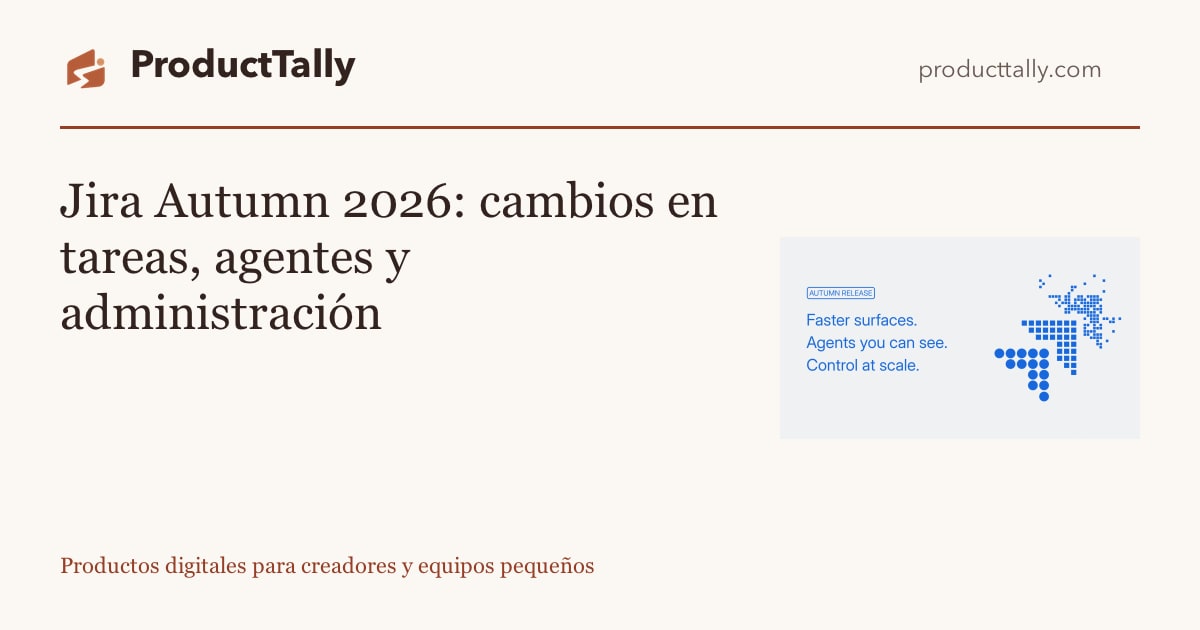 ProductTally
producttally.com
Jira Autumn 2026: cambios en
tareas, agentes y
administración
AUTUMN RELEASE
Faster surfaces.
Agents you can see.
Control at scale.
Productos digitales para creadores y equipos pequeños